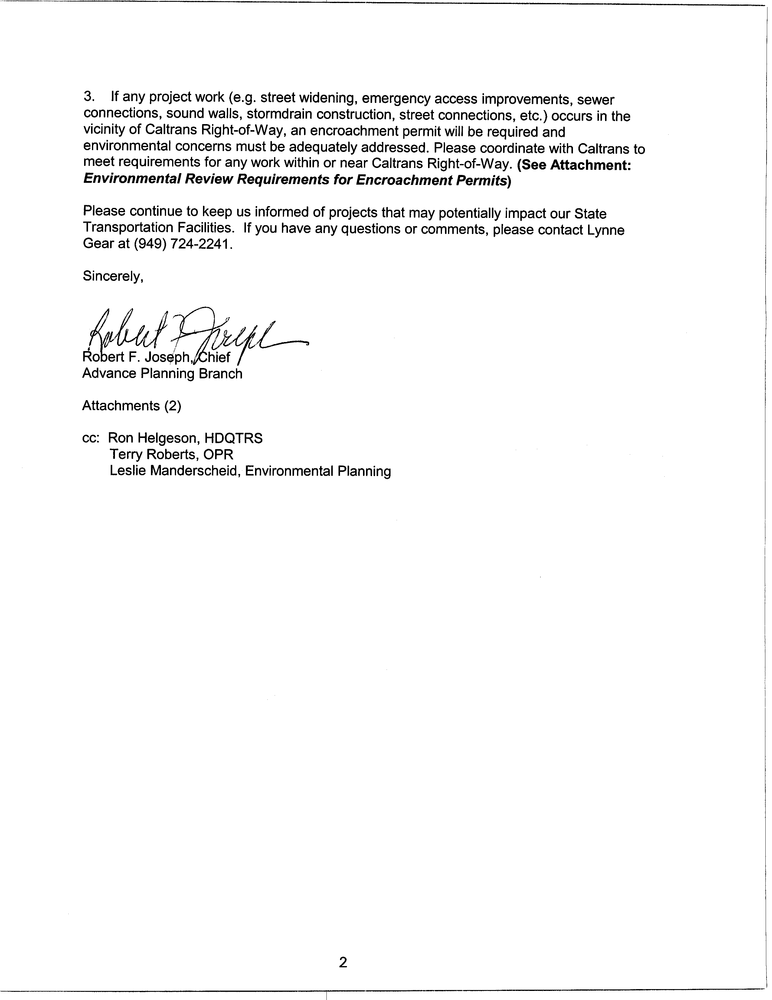 3. If any project work (e.g. street widening, emergency access improvements, sewer
connections, sound walls, stormdrain construction, street connections, etc.) occurs in the
vicinity of Caltrans Right-of-Way, an encroachment permit will be required and
environmental concerns must be adequately addressed. Please coordinate with Caltrans to
meet requirements for any work within or near Caltrans Right-of-Way. (See Attachment:
Environmental Review Requirements for Encroachment Permits)
Please continue to keep us informed of projects that may potentially impact our State
Transportation Facilities. If you have any questions or comments, please contact Lynne
Gear at (949) 724-2241.
Sincerely,
Robert F Joseph
Robert F. Joseph, Chief
Advance Planning Branch
Attachments (2)
cc: Ron Helgeson, HDQTRS
Terry Roberts, OPR
Leslie Manderscheid, Environmental Planning
2